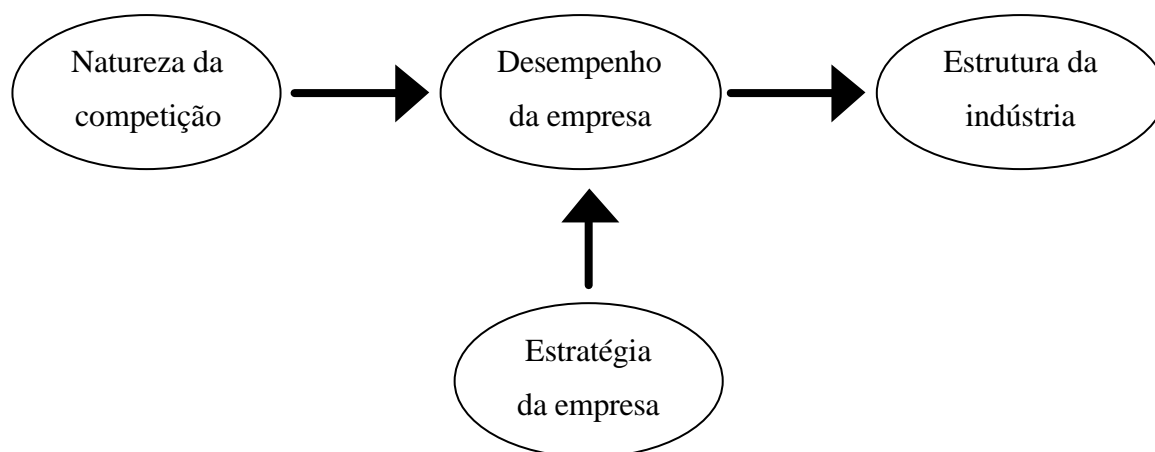 Natureza da
competição
Desempenho
da empresa
Estrutura da
indústria
Estratégia
da empresa